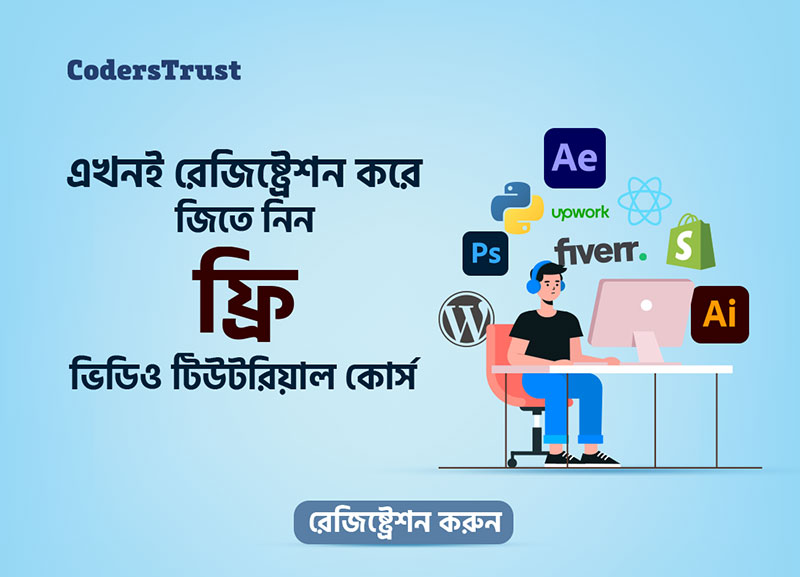 CodersTrust
এখনই রেজিষ্ট্রেশন করে
জিতে নিন
ফ্রি
ভিডিও টিউটরিয়াল কোর্স
Ae
upwork
Ps
fiverr.
S
W
Ai
রেজিষ্ট্রেশন করুন